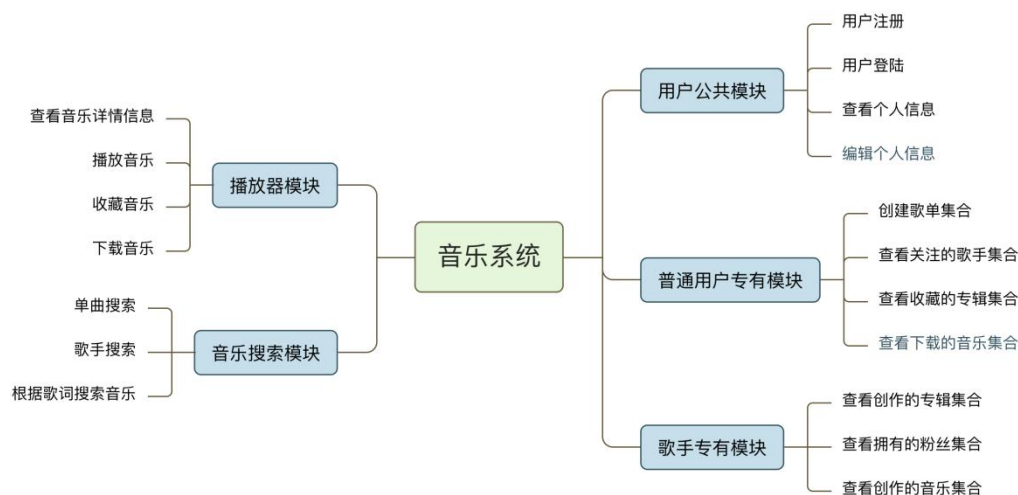 音乐系统
播放器模块
查看音乐详情信息
播放音乐
收藏音乐
下载音乐
音乐搜索模块
单曲搜索
歌手搜索
根据歌词搜索音乐
用户公共模块
用户注册
用户登陆
查看个人信息
编辑个人信息
普通用户专有模块
创建歌单集合
查看关注的歌手集合
查看收藏的专辑集合
查看下载的音乐集合
歌手专有模块
查看创作的专辑集合
查看拥有的粉丝集合
查看创作的音乐集合